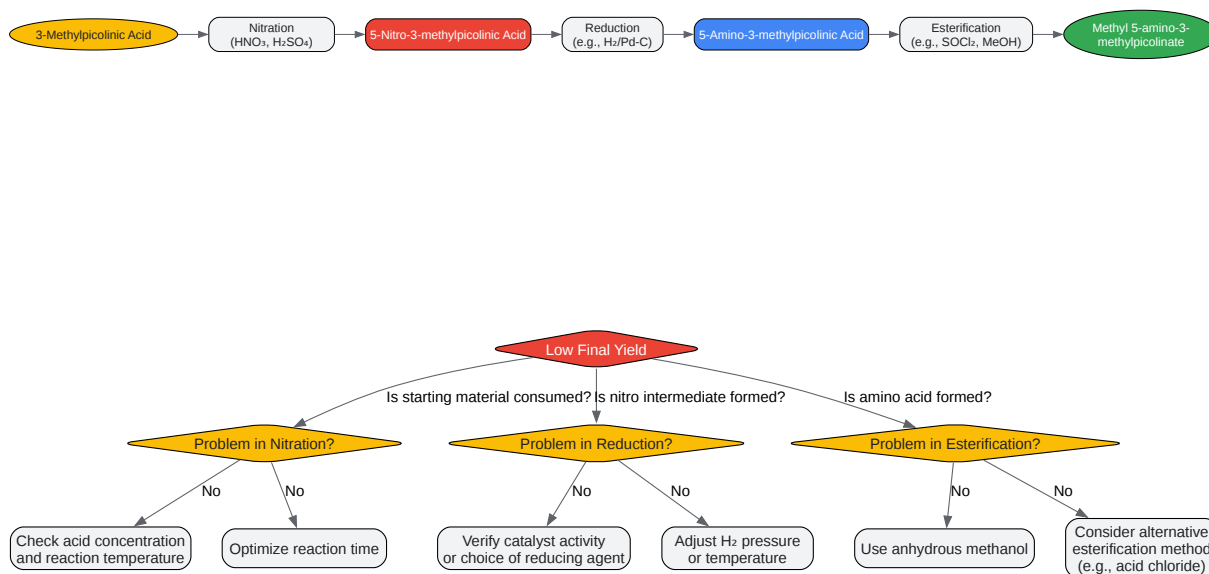 3-Methylpicolinic Acid
Nitration
(HNO₃, H₂SO₄)
5-Nitro-3-methylpicolinic Acid
Reduction
(e.g., H₂/Pd-C)
5-Amino-3-methylpicolinic Acid
Esterification
(e.g., SOCl₂, MeOH)
Methyl 5-amino-3-
methylpicolinate
Low Final Yield
Is starting material consumed?
Is nitro intermediate formed?
Is amino acid formed?
Problem in Nitration?
Problem in Reduction?
Problem in Esterification?
No
No
No
No
No
No
Check acid concentration
and reaction temperature
Optimize reaction time
Verify catalyst activity
or choice of reducing agent
Adjust H₂ pressure
or temperature
Use anhydrous methanol
Consider alternative
esterification method
(e.g., acid chloride)